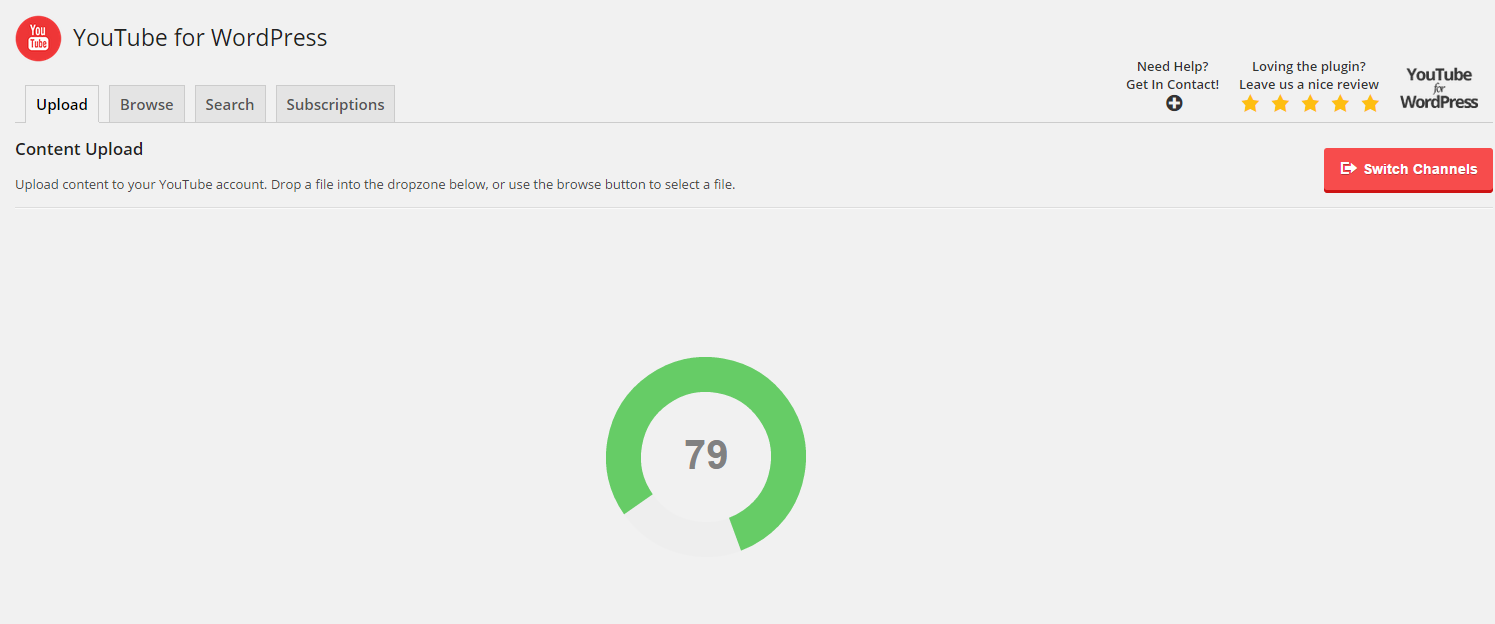 You
Tube
YouTube for WordPress
Upload
Browse
Search
Subscriptions
Need Help?
Get In Contact!
Loving the plugin?
Leave us a nice review
YouTube
for
WordPress
Content Upload
Upload content to your YouTube account. Drop a file into the dropzone below, or use the browse button to select a file.
Switch Channels
79